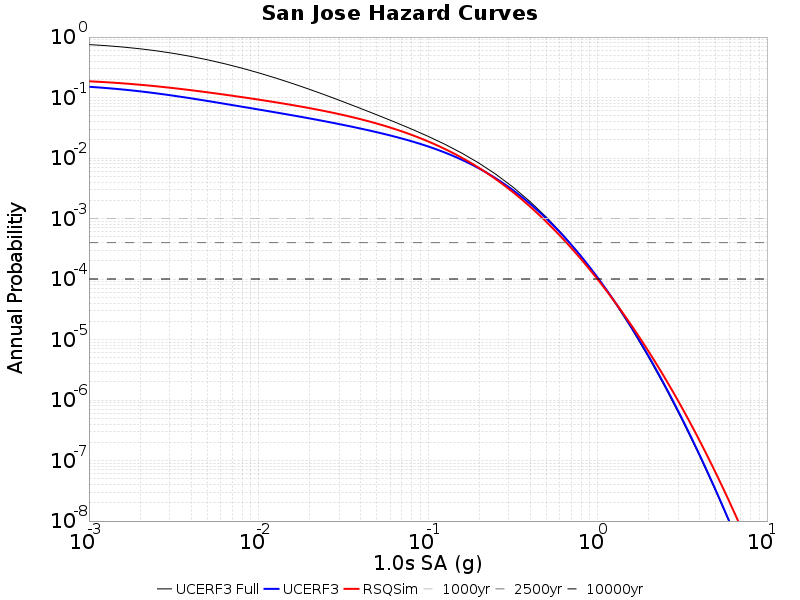 San Jose Hazard Curves
Annual Probabilitiy
10^0
10^-1
10^-2
10^-3
10^-4
10^-5
10^-6
10^-7
10^-8
10^-3 10^-2 10^-1 10^0 10^1
1.0s SA (g)
UCERF3 Full UCERF3 RSQSim 1000yr 2500yr 10000yr